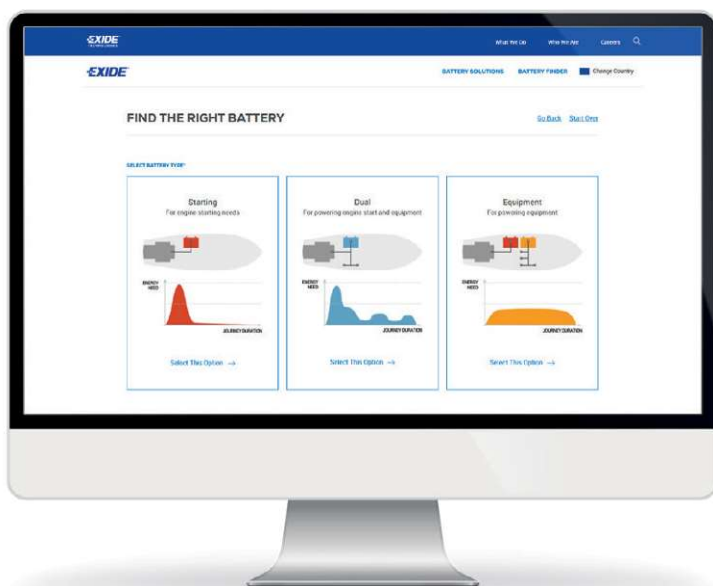 EXIDE
What We Do Who We Are Careers
EXIDE
BATTERY SOLUTIONS BATTERY FINDER Change Country
FIND THE RIGHT BATTERY
Go Back Start Over
SELECT BATTERY TYPE*
Starting
For engine starting needs
ENERGY
NEED
JOURNEY DURATION
Select This Option →
Dual
For powering engine start and equipment
ENERGY
NEED
JOURNEY DURATION
Select This Option →
Equipment
For powering equipment
ENERGY
NEED
JOURNEY DURATION
Select This Option →